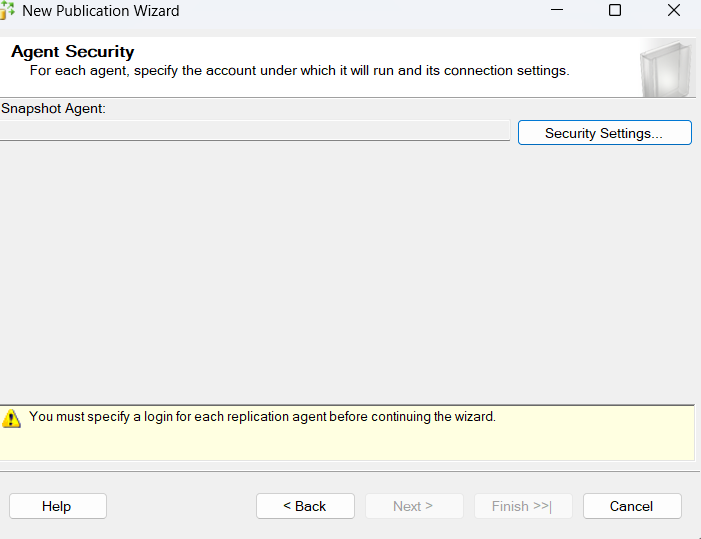 New Publication Wizard
Agent Security
For each agent, specify the account under which it will run and its connection settings.
Snapshot Agent:
Security Settings...
You must specify a login for each replication agent before continuing the wizard.
Help
< Back
Next >
Finish >>|
Cancel